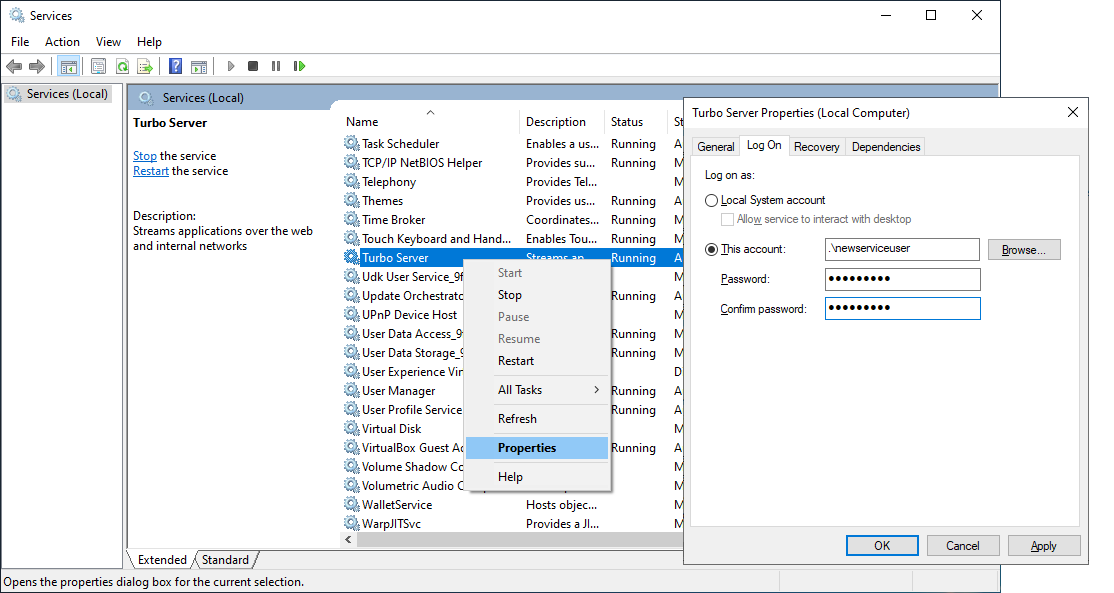 Services
File Action View Help
Services (Local)
Services (Local)
Turbo Server
Stop the service
Restart the service
Description:
Streams applications over the web
and internal networks
Name Description Status St
Task Scheduler Enables a us... Running A
TCP/IP NetBIOS Helper Provides su... Running M
Telephony Provides Tel... M
Themes Provides us... Running A
Time Broker Coordinates... Running M
Touch Keyboard and Hand... Enables Tou... Running M
Turbo Server Streams an Running A
Udk User Service_9f M
Update Orchestrato Running A
UPnP Device Host M
User Data Access_9f Running M
User Data Storage_9f Running M
User Experience Vir D
User Manager Running A
User Profile Service Running A
Virtual Disk M
VirtualBox Guest Ad Running A
Volume Shadow Co M
Volumetric Audio C M
WalletService Hosts objec... M
WarpJITSvc Provides a JI... M
Start
Stop
Pause
Resume
Restart
All Tasks
Refresh
Properties
Help
Extended Standard
Opens the properties dialog box for the current selection.
Turbo Server Properties (Local Computer)
General Log On Recovery Dependencies
Log on as:
Local System account
Allow service to interact with desktop
This account: .\newserviceuser Browse...
Password: •••••••••
Confirm password: •••••••••
OK Cancel Apply